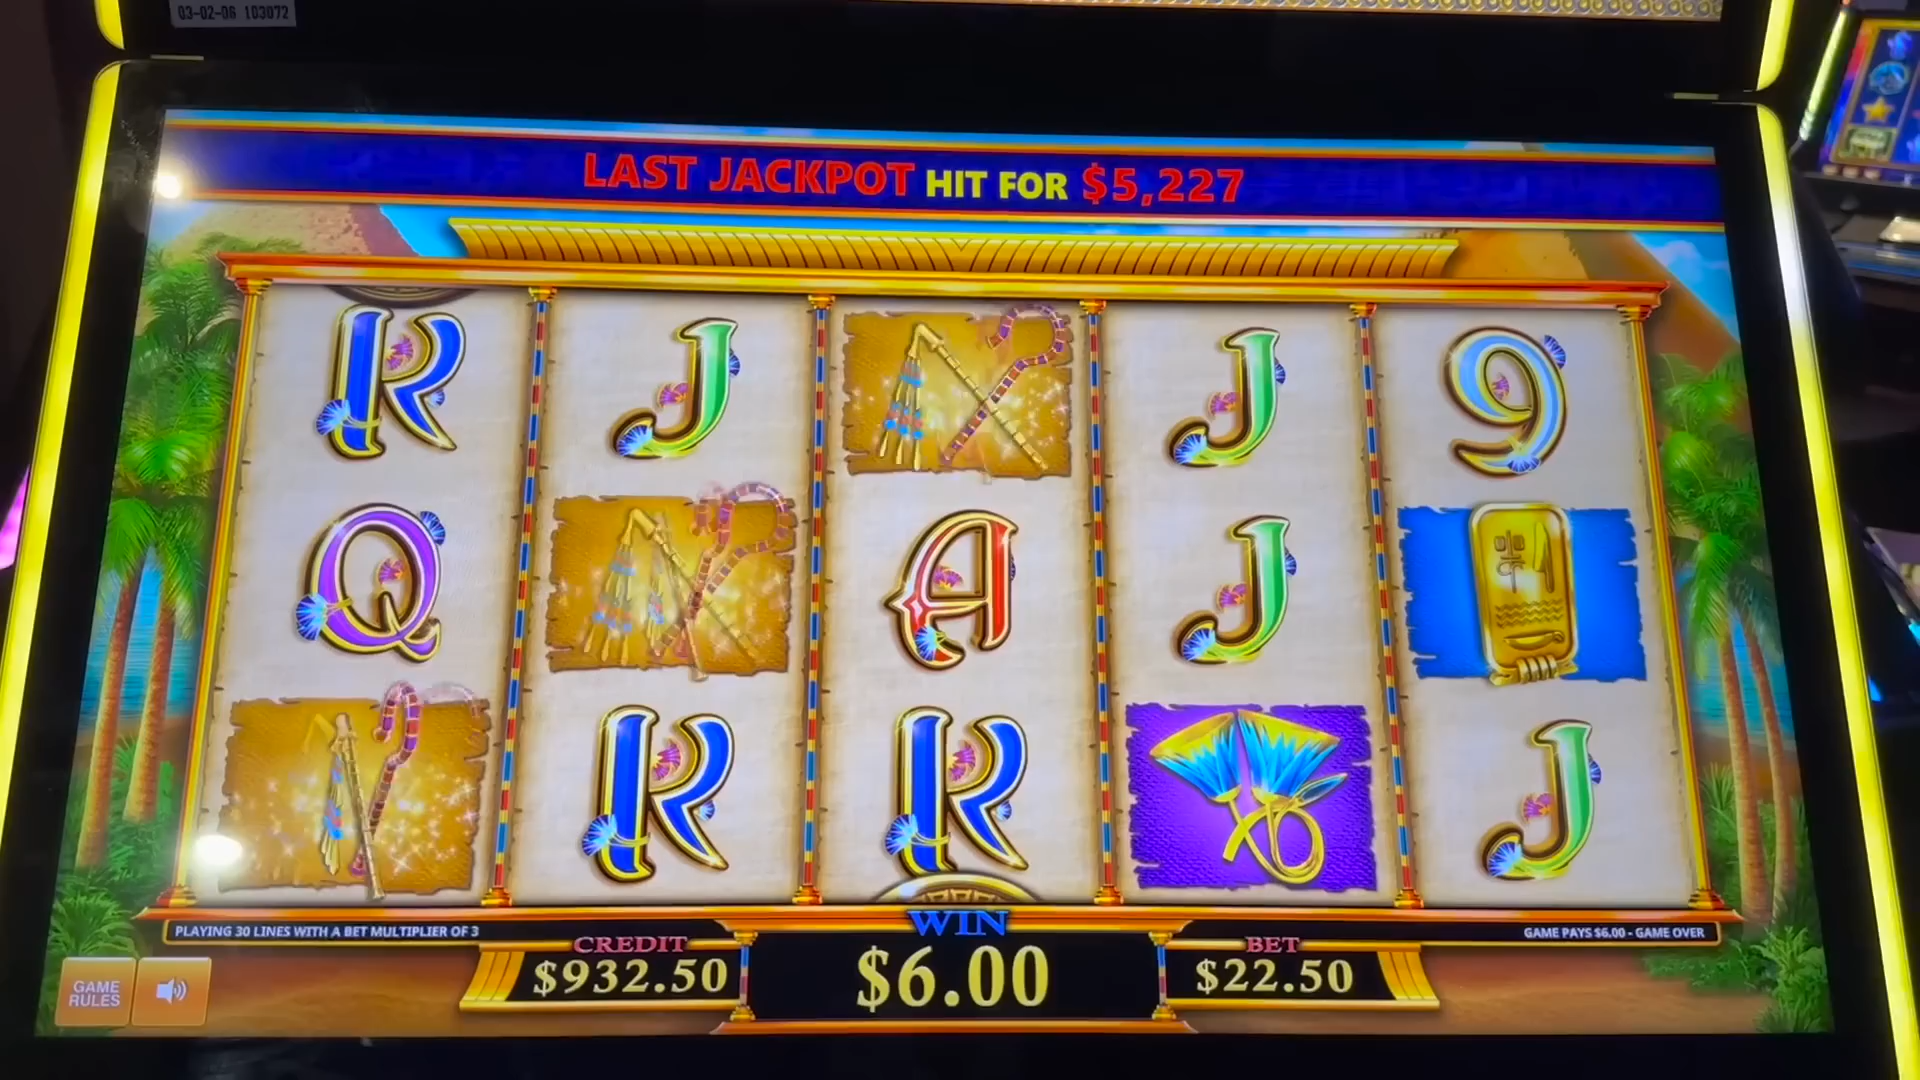 03-02-06 103072
LAST JACKPOT HIT FOR $5,227
K J J 9
Q A J
K K J
PLAYING 30 LINES WITH A BET MULTIPLIER OF 3
WIN
GAME PAYS $6.00 - GAME OVER
CREDIT
BET
$932.50
$6.00
$22.50
GAME
RULES